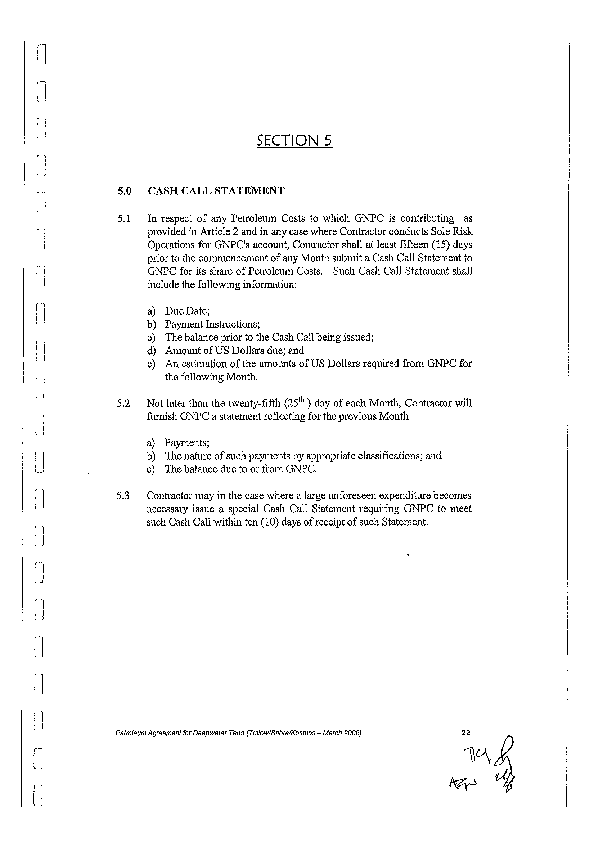 SECTION 5
5.0 CASH CALL STATEMENT
5.1 In respect of any Petroleum Costs to which GNPC is contributing as
provided in Article 2 and in any case where Contractor conducts Sole Risk
Operations for GNPC's account, Contractor shall at least fifteen (15) days
prior to the commencement of any Month submit a Cash Call Statement to
GNPC for its share of Petroleum Costs. Such Cash Call Statement shall
include the following information:
a) Due Date;
b) Payment Instructions;
c) The balance prior to the Cash Call being issued;
d) Amount of US Dollars due; and
e) An estimation of the amounts of US Dollars required from GNPC for
the following Month.
5.2 Not later than the twenty-fifth (25th) day of each Month, Contractor will
furnish GNPC a statement reflecting for the previous Month
a) Payments;
b) The nature of such payments by appropriate classifications; and
c) The balance due to or from GNPC.
5.3 Contractor may in the case where a large unforeseen expenditure becomes
necessary issue a special Cash Call Statement requiring GNPC to meet
such Cash Call within ten (10) days of receipt of such Statement.
Petroleum Agreement for Deepwater Tano (Tullow/Sabre/Kosmos – March 2006) 22